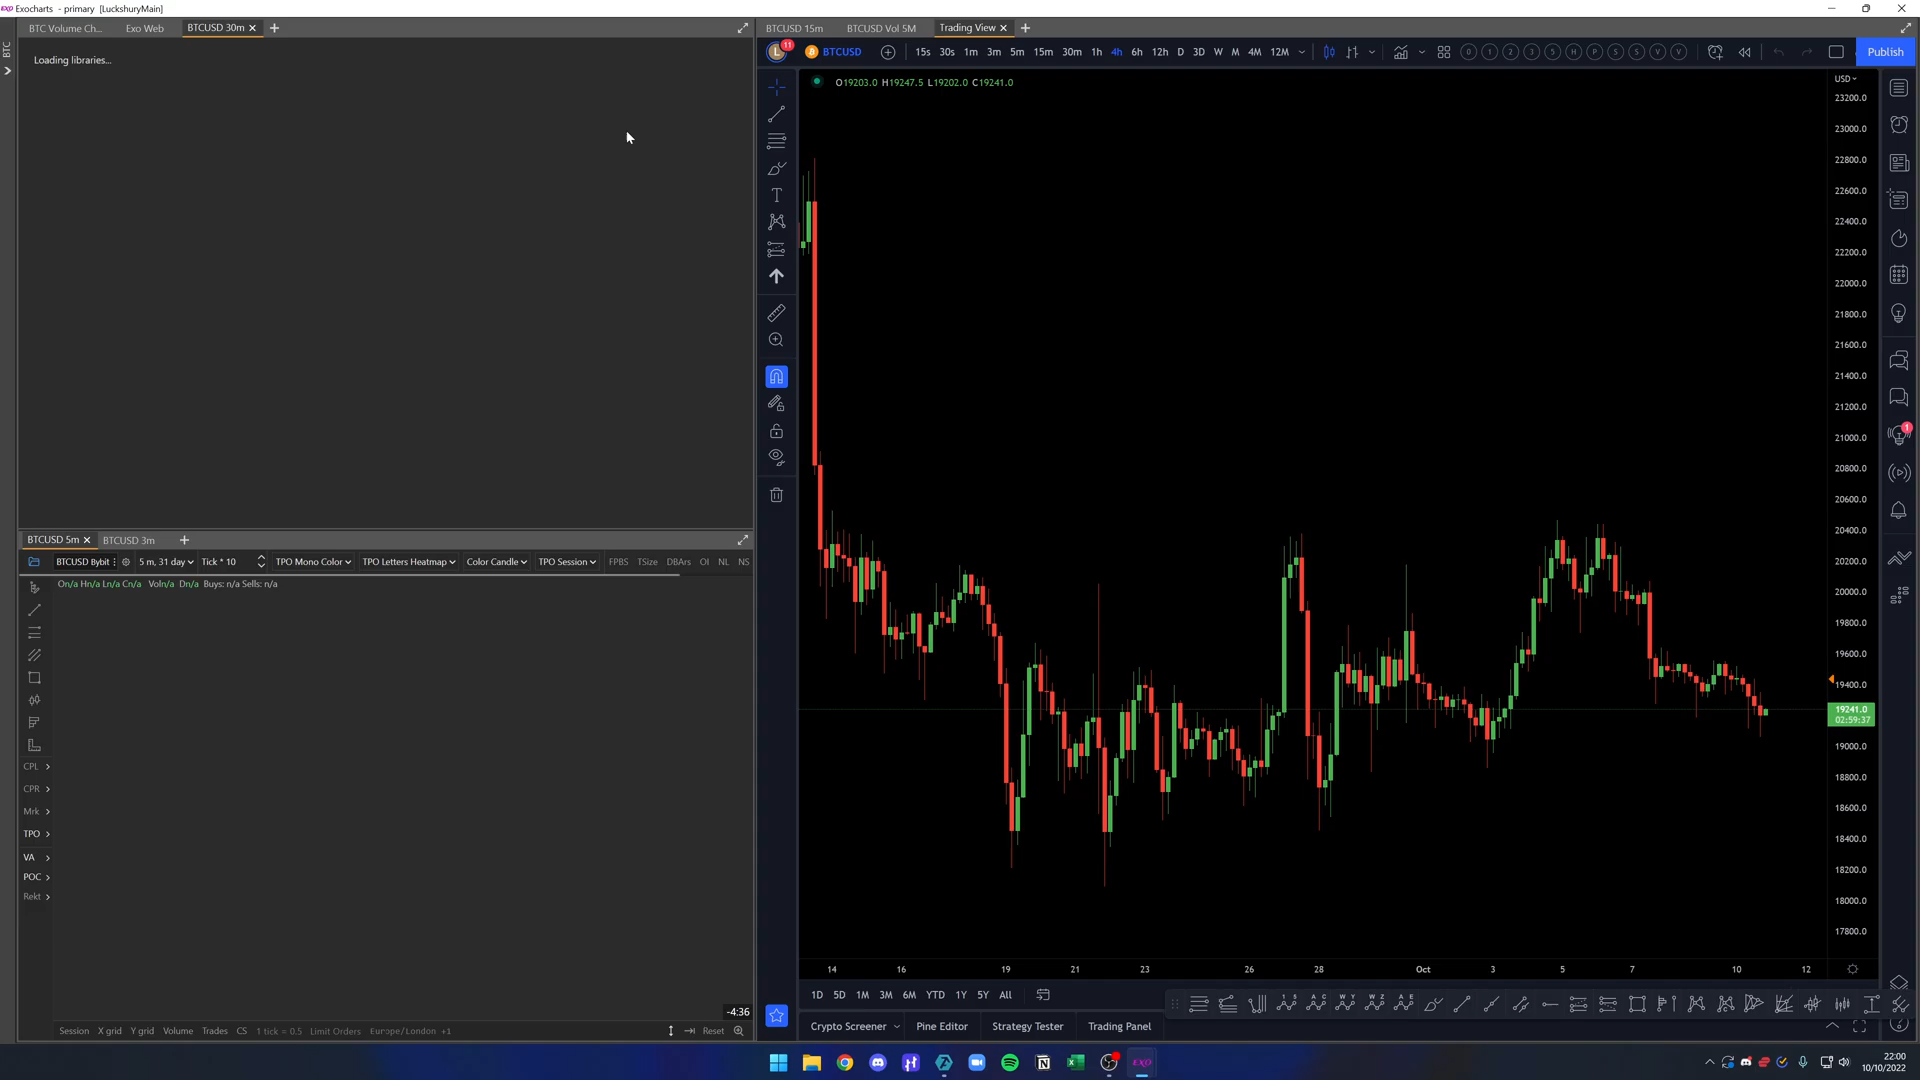 EXO Exocharts - primary [LuckshuryMain]
BTC Volume Ch... Exo Web BTCUSD 30m
BTCUSD 15m BTCUSD Vol 5M Trading View
BTC
Loading libraries...
L 11 BTCUSD 15s 30s 1m 3m 5m 15m 30m 1h 4h 6h 12h D 3D W M 4M 12M 0 1 2 3 5 H P S S V V Publish
O19203.0 H19247.5 L19202.0 C19241.0
USD
23200.0
23000.0
22800.0
22600.0
22400.0
22200.0
22000.0
21800.0
21600.0
21400.0
21200.0
21000.0
20800.0
20600.0
20400.0
20200.0
20000.0
19800.0
19600.0
19400.0
19241.0
02:59:37
19000.0
18800.0
18600.0
18400.0
18200.0
18000.0
17800.0
1
BTCUSD 5m BTCUSD 3m
BTCUSD Bybit 5 m, 31 day Tick * 10 TPO Mono Color TPO Letters Heatmap Color Candle TPO Session FPBS TSize DBArs OI NL NS
On/a Hn/a Ln/a Cn/a Voln/a Dn/a Buys: n/a Sells: n/a
CPL
CPR
Mrk
TPO
VA
POC
Rekt
-4:36
Session X grid Y grid Volume Trades CS 1 tick = 0.5 Limit Orders Europe/London +1 Reset
14 16 19 21 23 26 28 Oct 3 5 7 10 12
1D 5D 1M 3M 6M YTD 1Y 5Y All
Crypto Screener Pine Editor Strategy Tester Trading Panel
22:00
10/10/2022